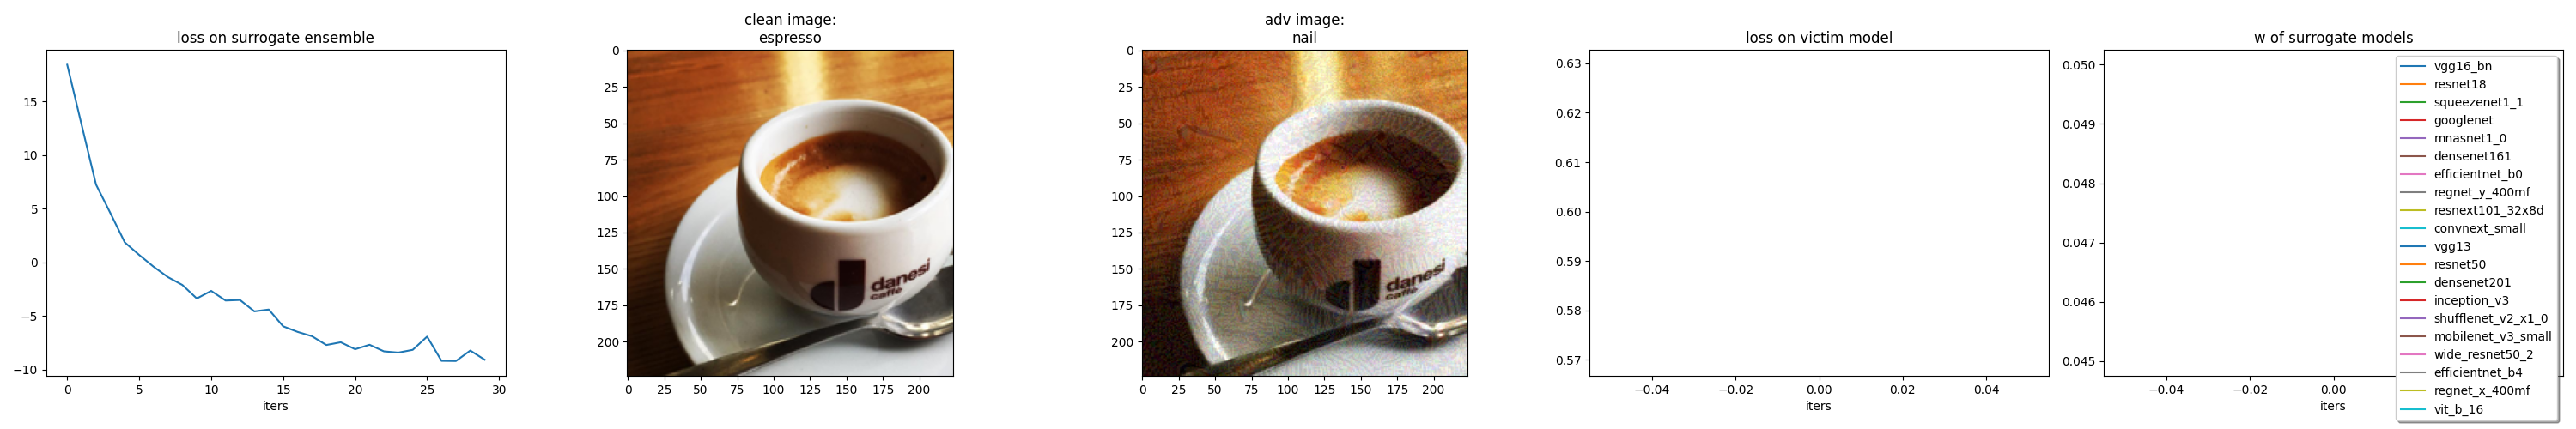 loss on surrogate ensemble
15
10
5
0
−5
−10
0
5
10
15
20
25
30
iters
clean image:
espresso
0
25
50
75
100
125
150
175
200
0
25
50
75
100
125
150
175
200
danesi
caffè
adv image:
nail
0
25
50
75
100
125
150
175
200
0
25
50
75
100
125
150
175
200
danesi
caffè
loss on victim model
0.63
0.62
0.61
0.60
0.59
0.58
0.57
−0.04
−0.02
0.00
0.02
0.04
iters
w of surrogate models
0.050
0.049
0.048
0.047
0.046
0.045
−0.04
−0.02
0.00
iters
vgg16_bn
resnet18
squeezenet1_1
googlenet
mnasnet1_0
densenet161
efficientnet_b0
regnet_y_400mf
resnext101_32x8d
convnext_small
vgg13
resnet50
densenet201
inception_v3
shufflenet_v2_x1_0
mobilenet_v3_small
wide_resnet50_2
efficientnet_b4
regnet_x_400mf
vit_b_16